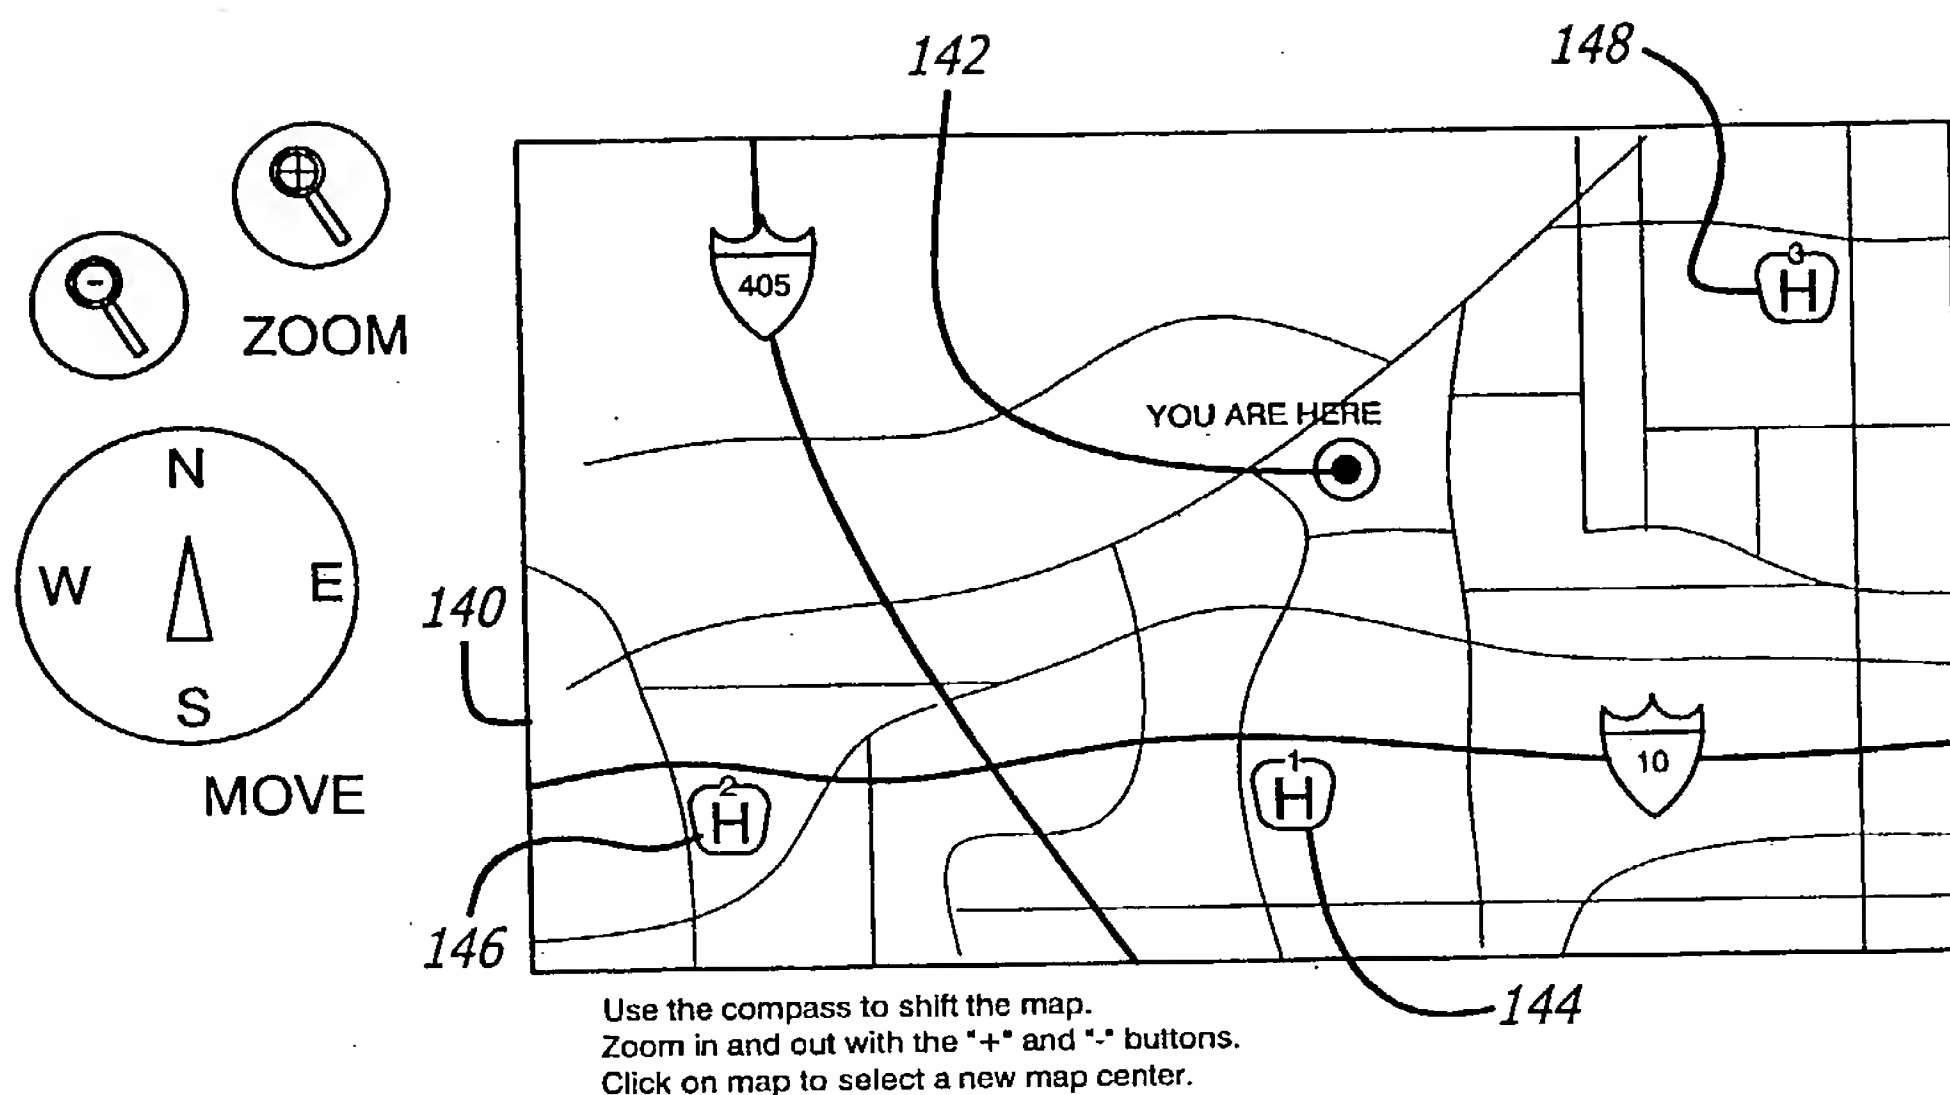 142
148
405
3
H
ZOOM
-
YOU ARE HERE
N
W
E
S
140
MOVE
10
2
H
1
H
146
144
Use the compass to shift the map.
Zoom in and out with the "+" and "-" buttons.
Click on map to select a new map center.